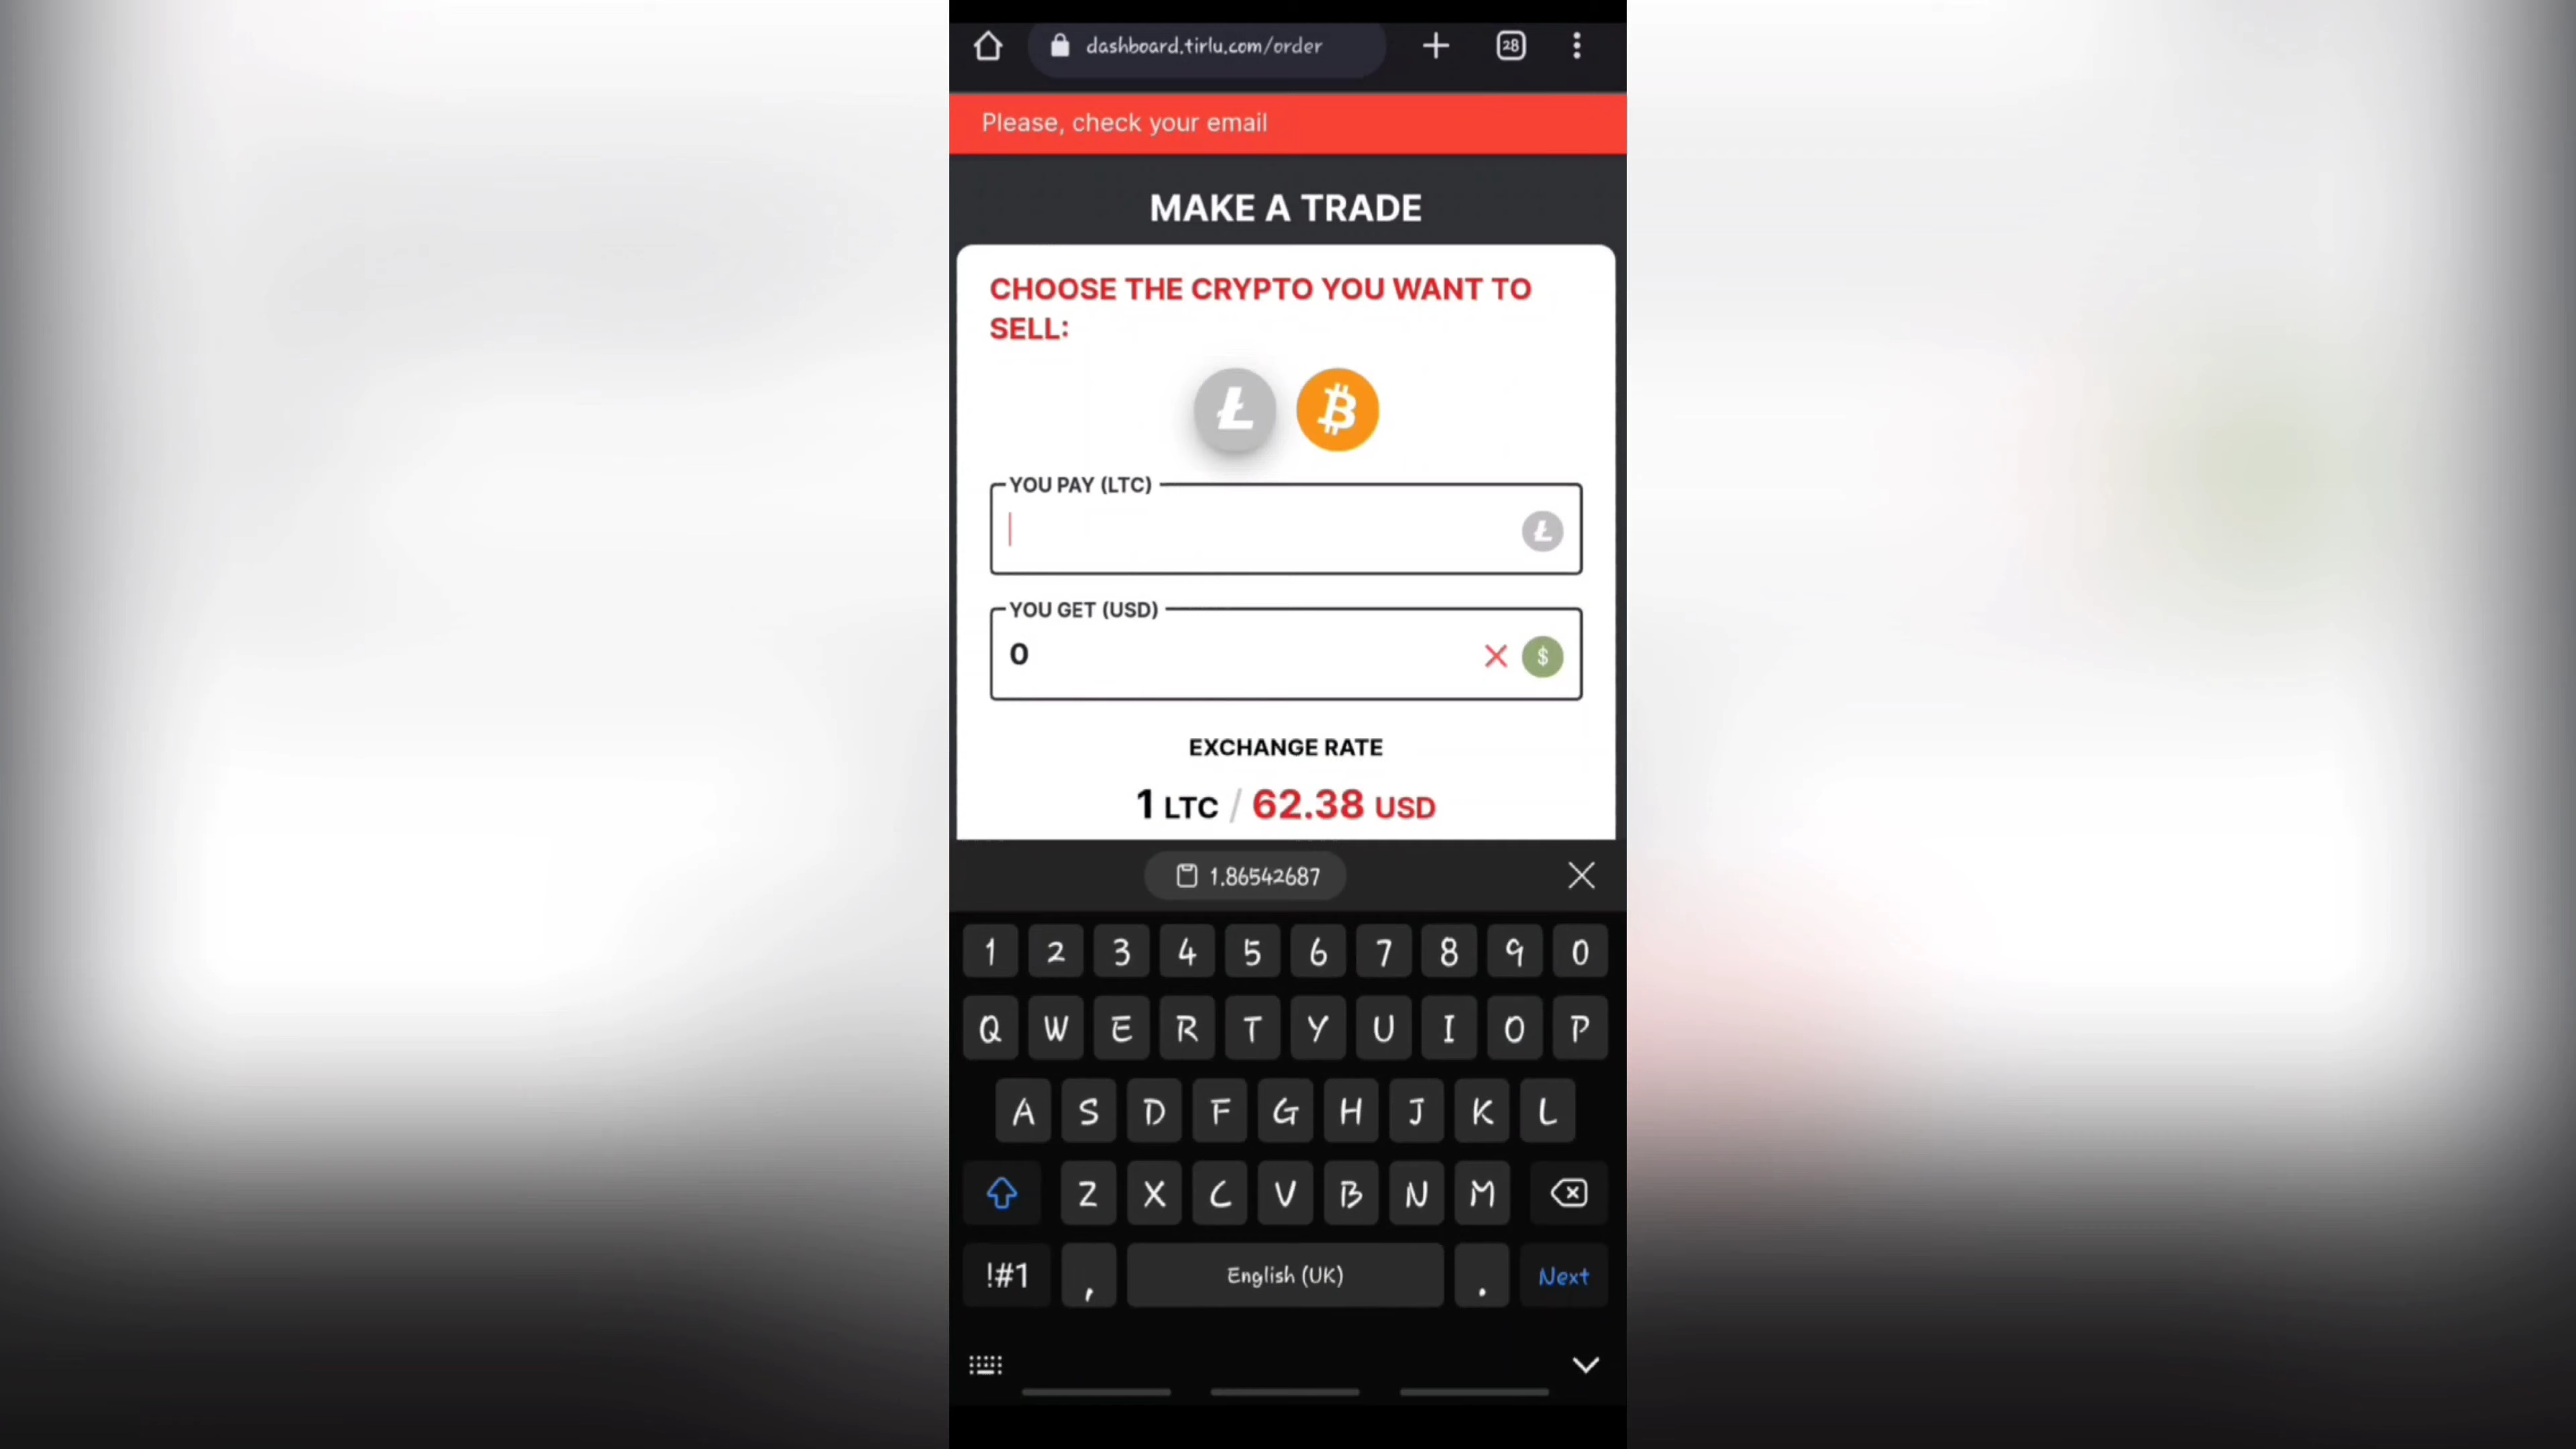 dashboard.tirlu.com/order
28
Please, check your email
MAKE A TRADE
CHOOSE THE CRYPTO YOU WANT TO
SELL:
YOU PAY (LTC)
YOU GET (USD)
0
$
EXCHANGE RATE
1 LTC / 62.38 USD
1.86542687
1 2 3 4 5 6 7 8 9 0
Q W E R T Y U I O P
A S D F G H J K L
Z X C V B N M
!#1 , English (UK) . Next